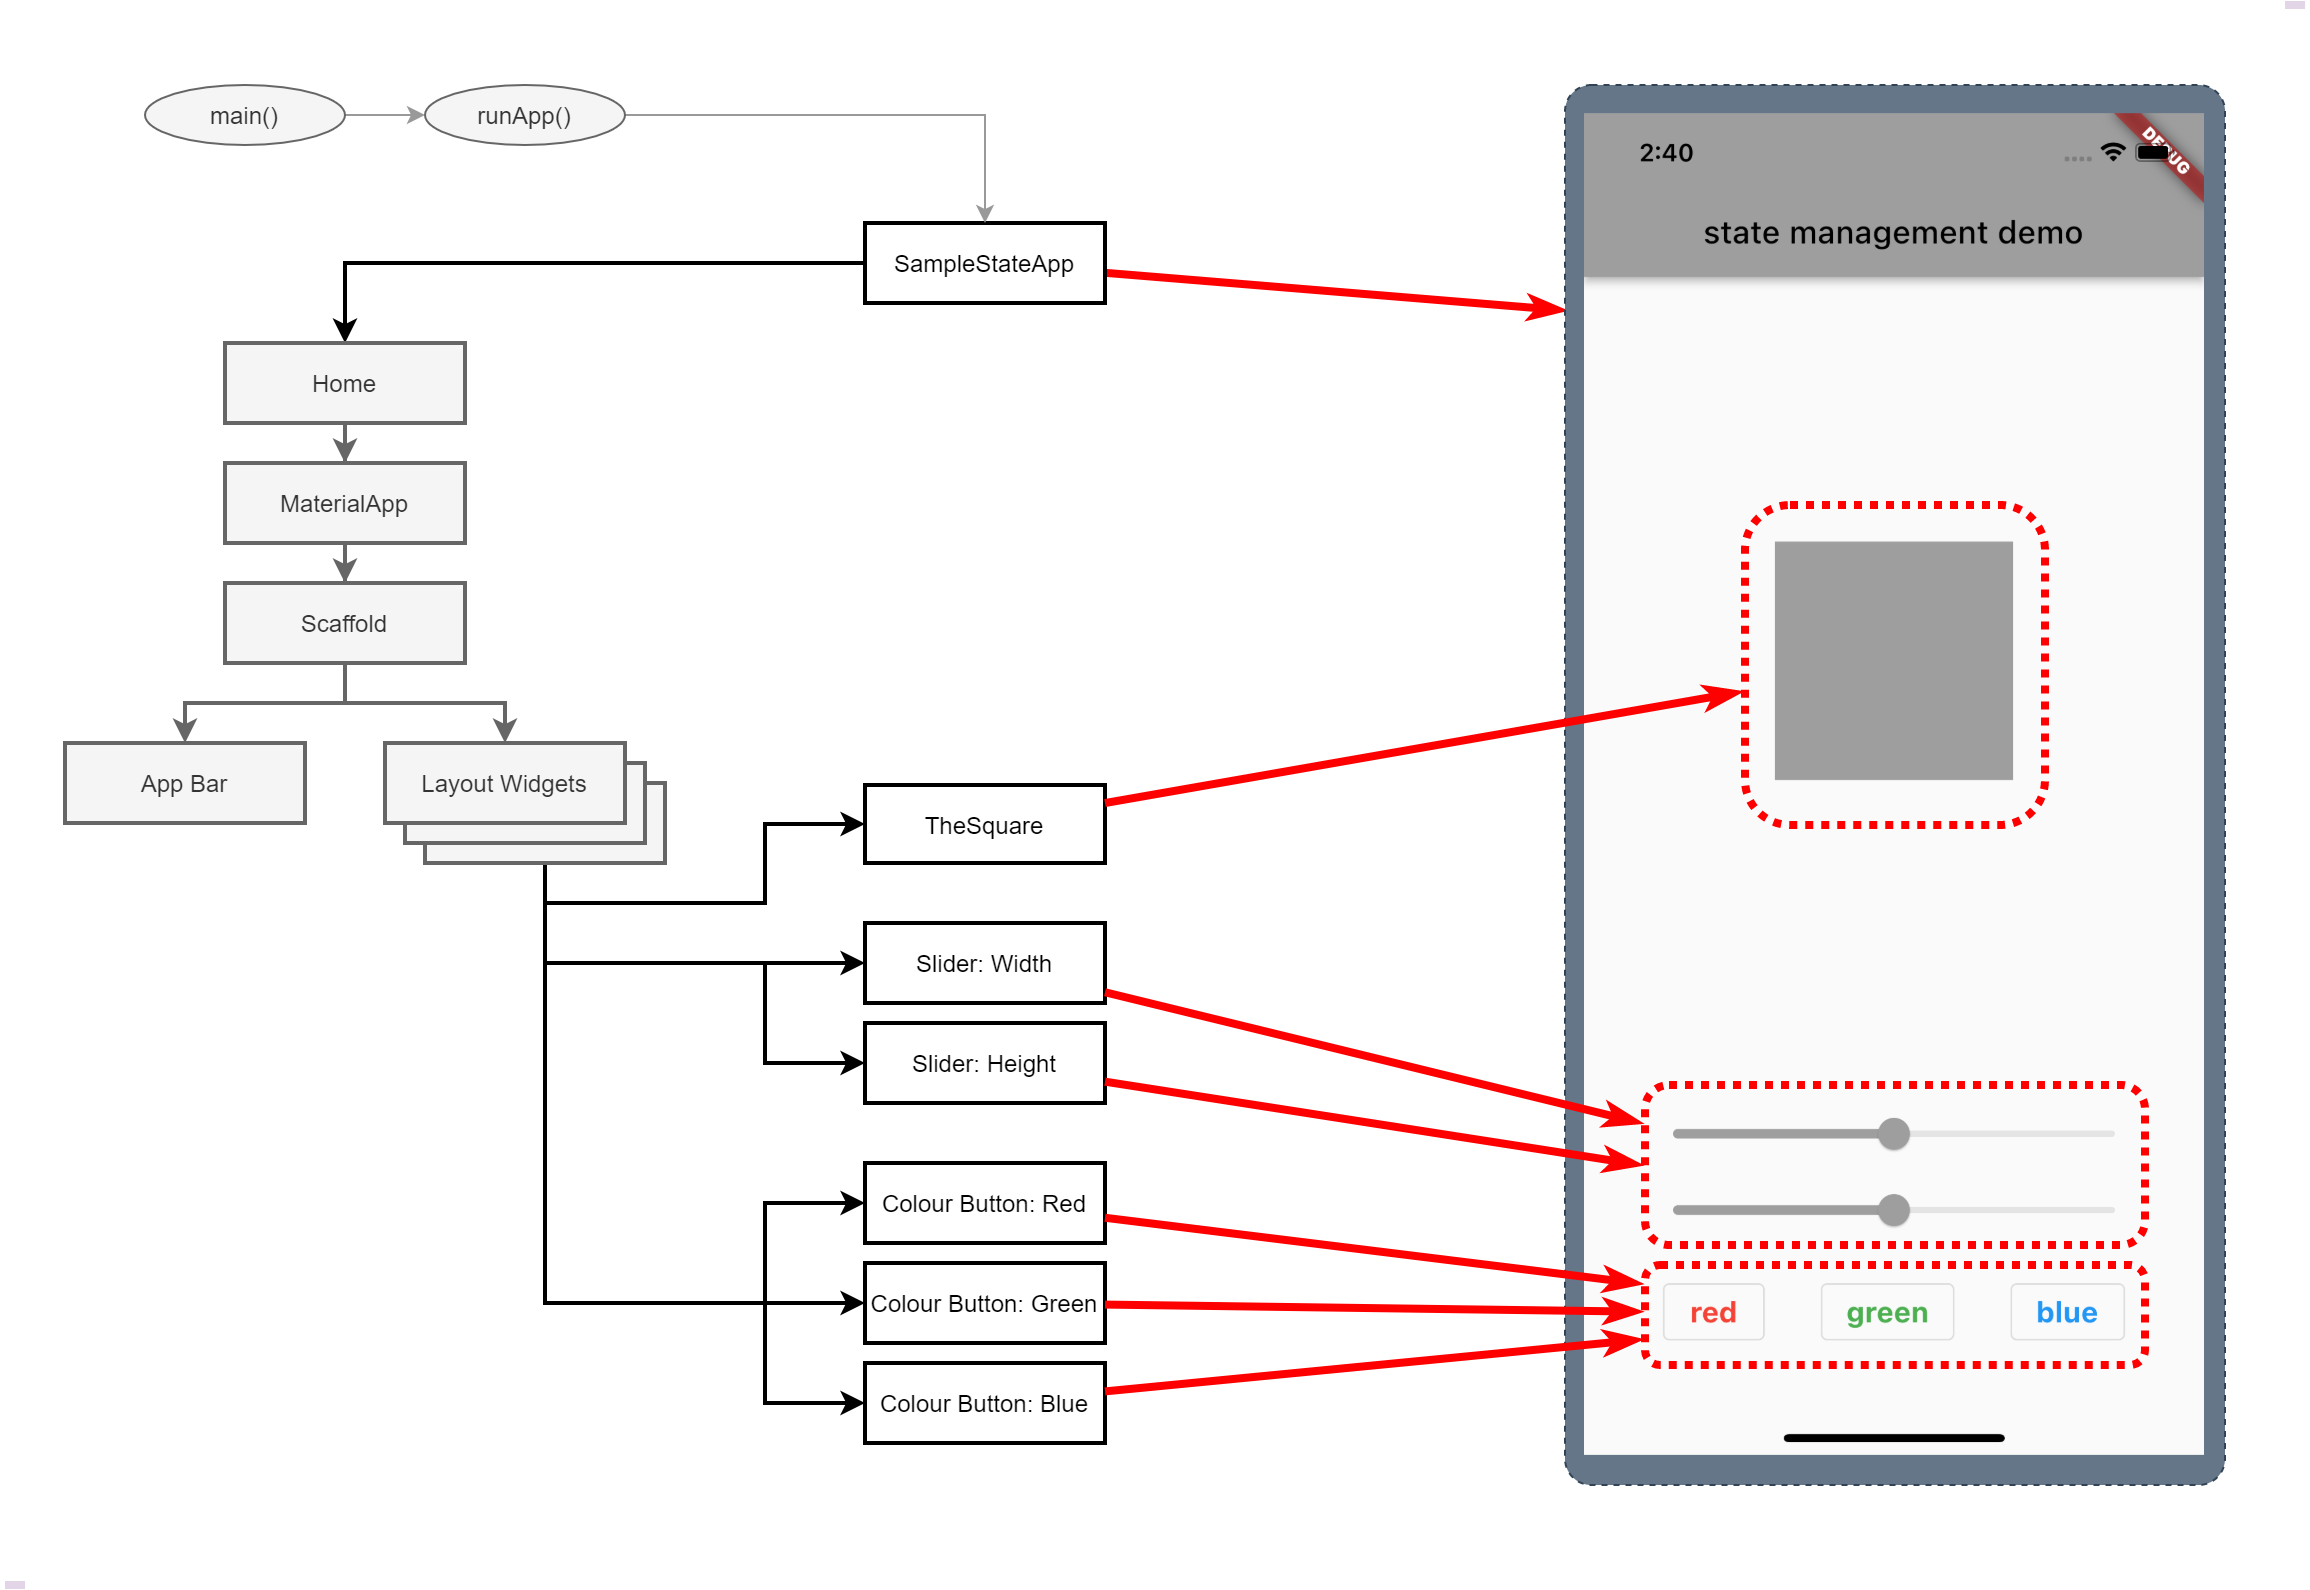 main()
runApp()
SampleStateApp
Home
MaterialApp
Scaffold
App Bar
Layout Widgets
TheSquare
Slider: Width
Slider: Height
Colour Button: Red
Colour Button: Green
Colour Button: Blue
2:40
DEBUG
state management demo
red
green
blue